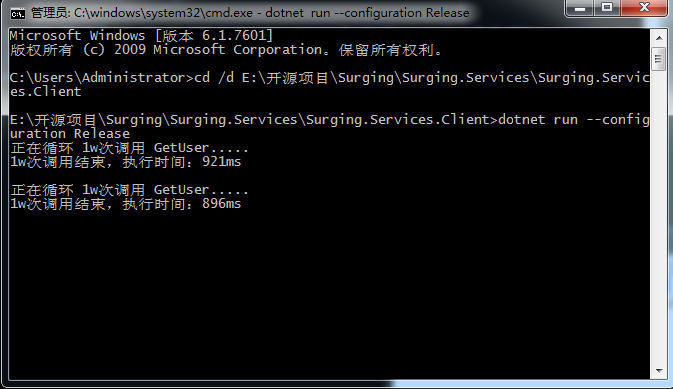 管理员: C:\windows\system32\cmd.exe - dotnet  run --configuration Release
Microsoft Windows [版本 6.1.7601]
版权所有 (c) 2009 Microsoft Corporation。保留所有权利。
C:\Users\Administrator>cd /d E:\开源项目\Surging\Surging.Services\Surging.Servic
es.Client
E:\开源项目\Surging\Surging.Services\Surging.Services.Client>dotnet run --config
uration Release
正在循环 1w次调用 GetUser.....
1w次调用结束，执行时间：921ms
正在循环 1w次调用 GetUser.....
1w次调用结束，执行时间：896ms